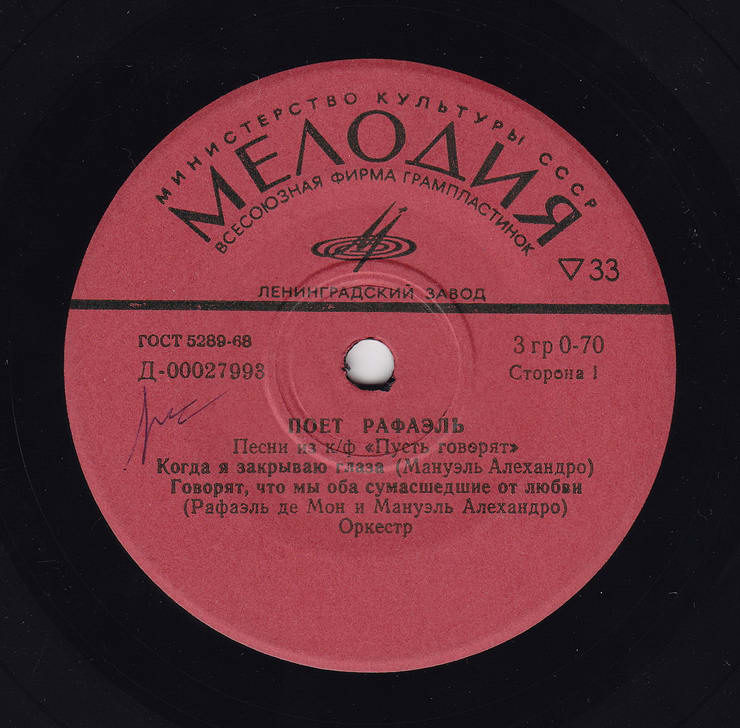 МИНИСТЕРСТВО КУЛЬТУРЫ СССР
МЕЛОДИЯ
ВСЕСОЮЗНАЯ ФИРМА ГРАМПЛАСТИНОК
▽33
ЛЕНИНГРАДСКИЙ ЗАВОД
ГОСТ 5289-68
3 гр 0-70
Д-00027993
Сторона 1
ПОЕТ РАФАЭЛЬ
Песни из к/ф «Пусть говорят»
Когда я закрываю глаза (Мануэль Алехандро)
Говорят, что мы оба сумасшедшие от любви
(Рафаэль де Мон и Мануэль Алехандро)
Оркестр